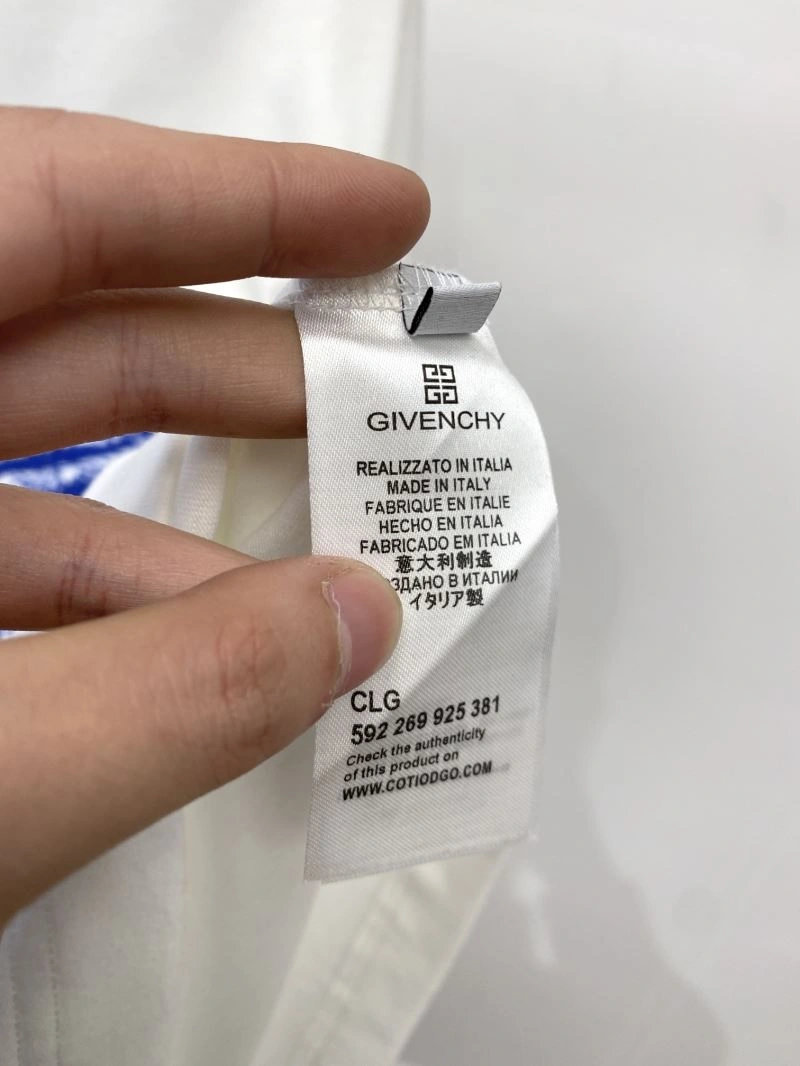 GIVENCHY
REALIZZATO IN ITALIA
MADE IN ITALY
FABRIQUE EN ITALIE
HECHO EN ITALIA
FABRICADO EM ITALIA
意大利制造
В ИТАЛИИ
イタリア製
CLG
592 269 925 381
Check the authenticity
of this product on
WWW.COTIODGO.COM